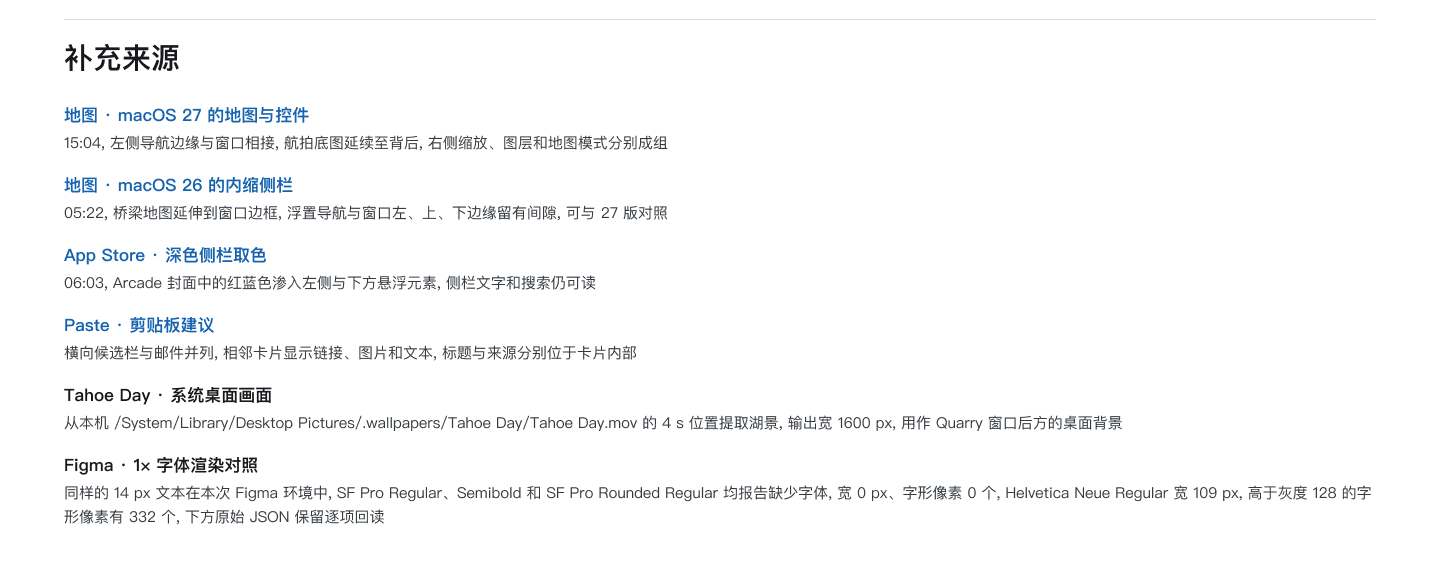 补充来源
地图 · macOS 27 的地图与控件
15:04, 左侧导航边缘与窗口相接, 航拍底图延续至背后, 右侧缩放、图层和地图模式分别成组
地图 · macOS 26 的内缩侧栏
05:22, 桥梁地图延伸到窗口边框, 浮置导航与窗口左、上、下边缘留有间隙, 可与 27 版对照
App Store · 深色侧栏取色
06:03, Arcade 封面中的红蓝色渗入左侧与下方悬浮元素, 侧栏文字和搜索仍可读
Paste · 剪贴板建议
横向候选栏与邮件并列, 相邻卡片显示链接、图片和文本, 标题与来源分别位于卡片内部
Tahoe Day · 系统桌面画面
从本机 /System/Library/Desktop Pictures/.wallpapers/Tahoe Day/Tahoe Day.mov 的 4 s 位置提取湖景, 输出宽 1600 px, 用作 Quarry 窗口后方的桌面背景
Figma · 1× 字体渲染对照
同样的 14 px 文本在本次 Figma 环境中, SF Pro Regular、Semibold 和 SF Pro Rounded Regular 均报告缺少字体, 宽 0 px、字形像素 0 个, Helvetica Neue Regular 宽 109 px, 高于灰度 128 的字
形像素有 332 个, 下方原始 JSON 保留逐项回读